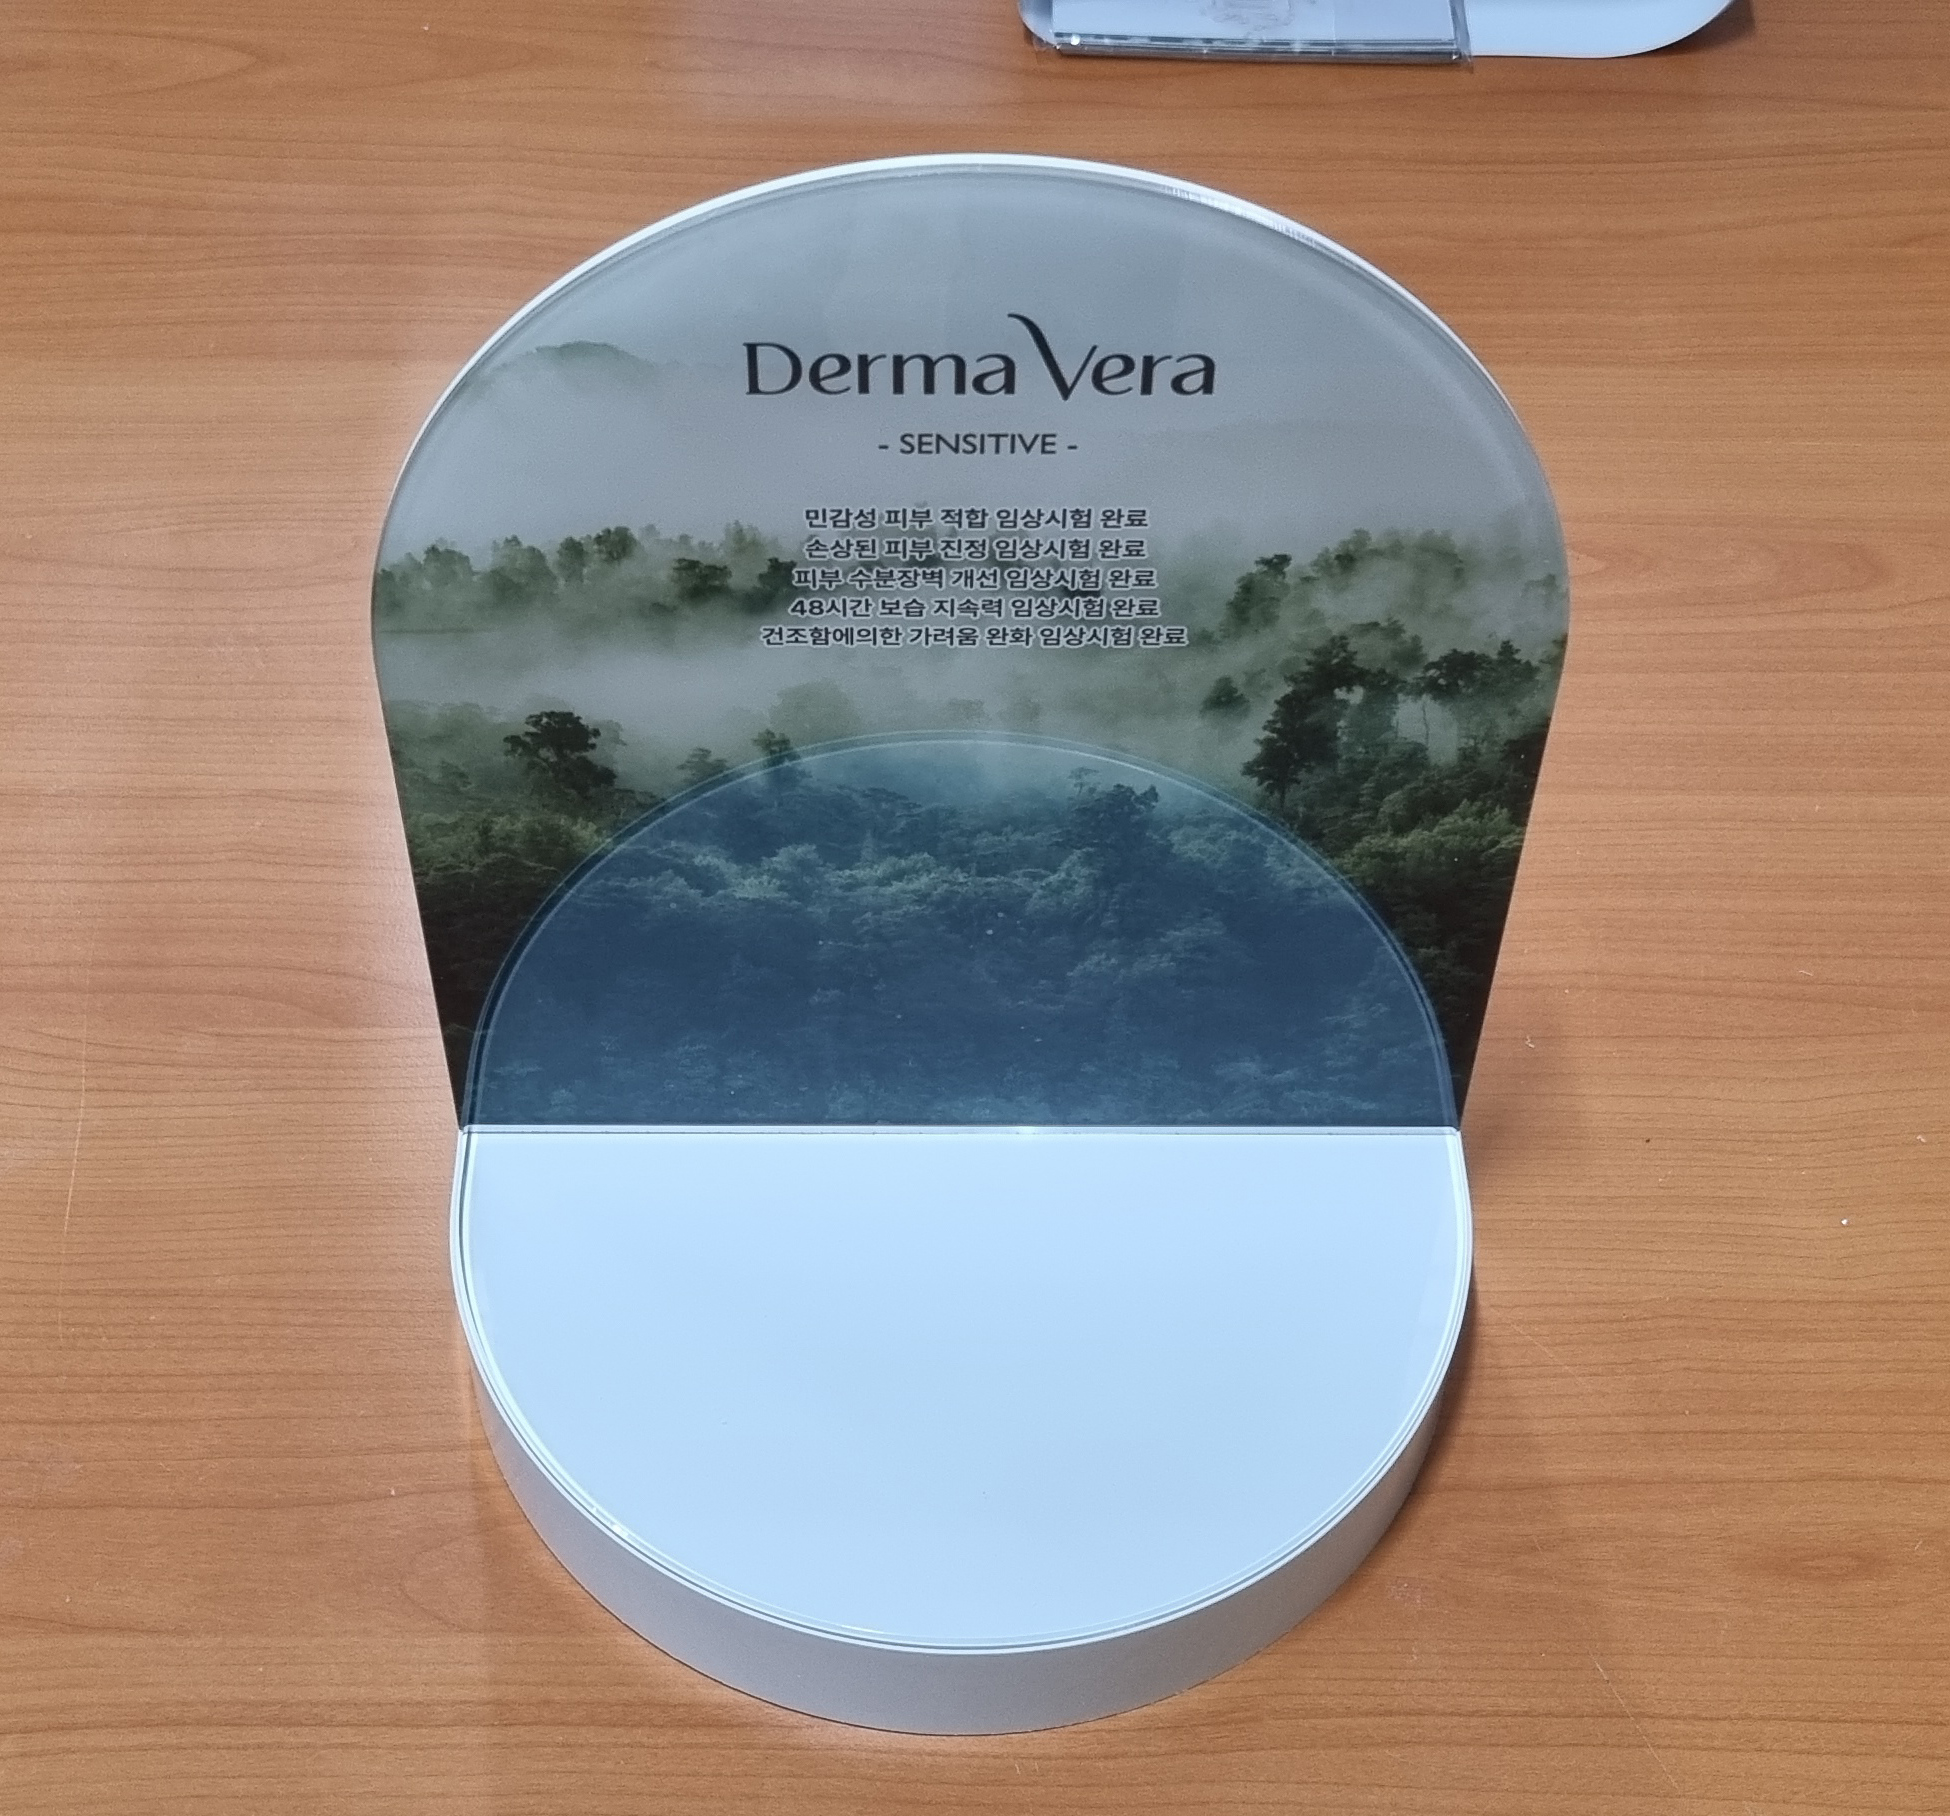 Derma Vera
- SENSITIVE -
민감성 피부 적합 임상시험 완료
손상된 피부 진정 임상시험 완료
피부 수분장벽 개선 임상시험 완료
48시간 보습 지속력 임상시험 완료
건조함에의한 가려움 완화 임상시험 완료